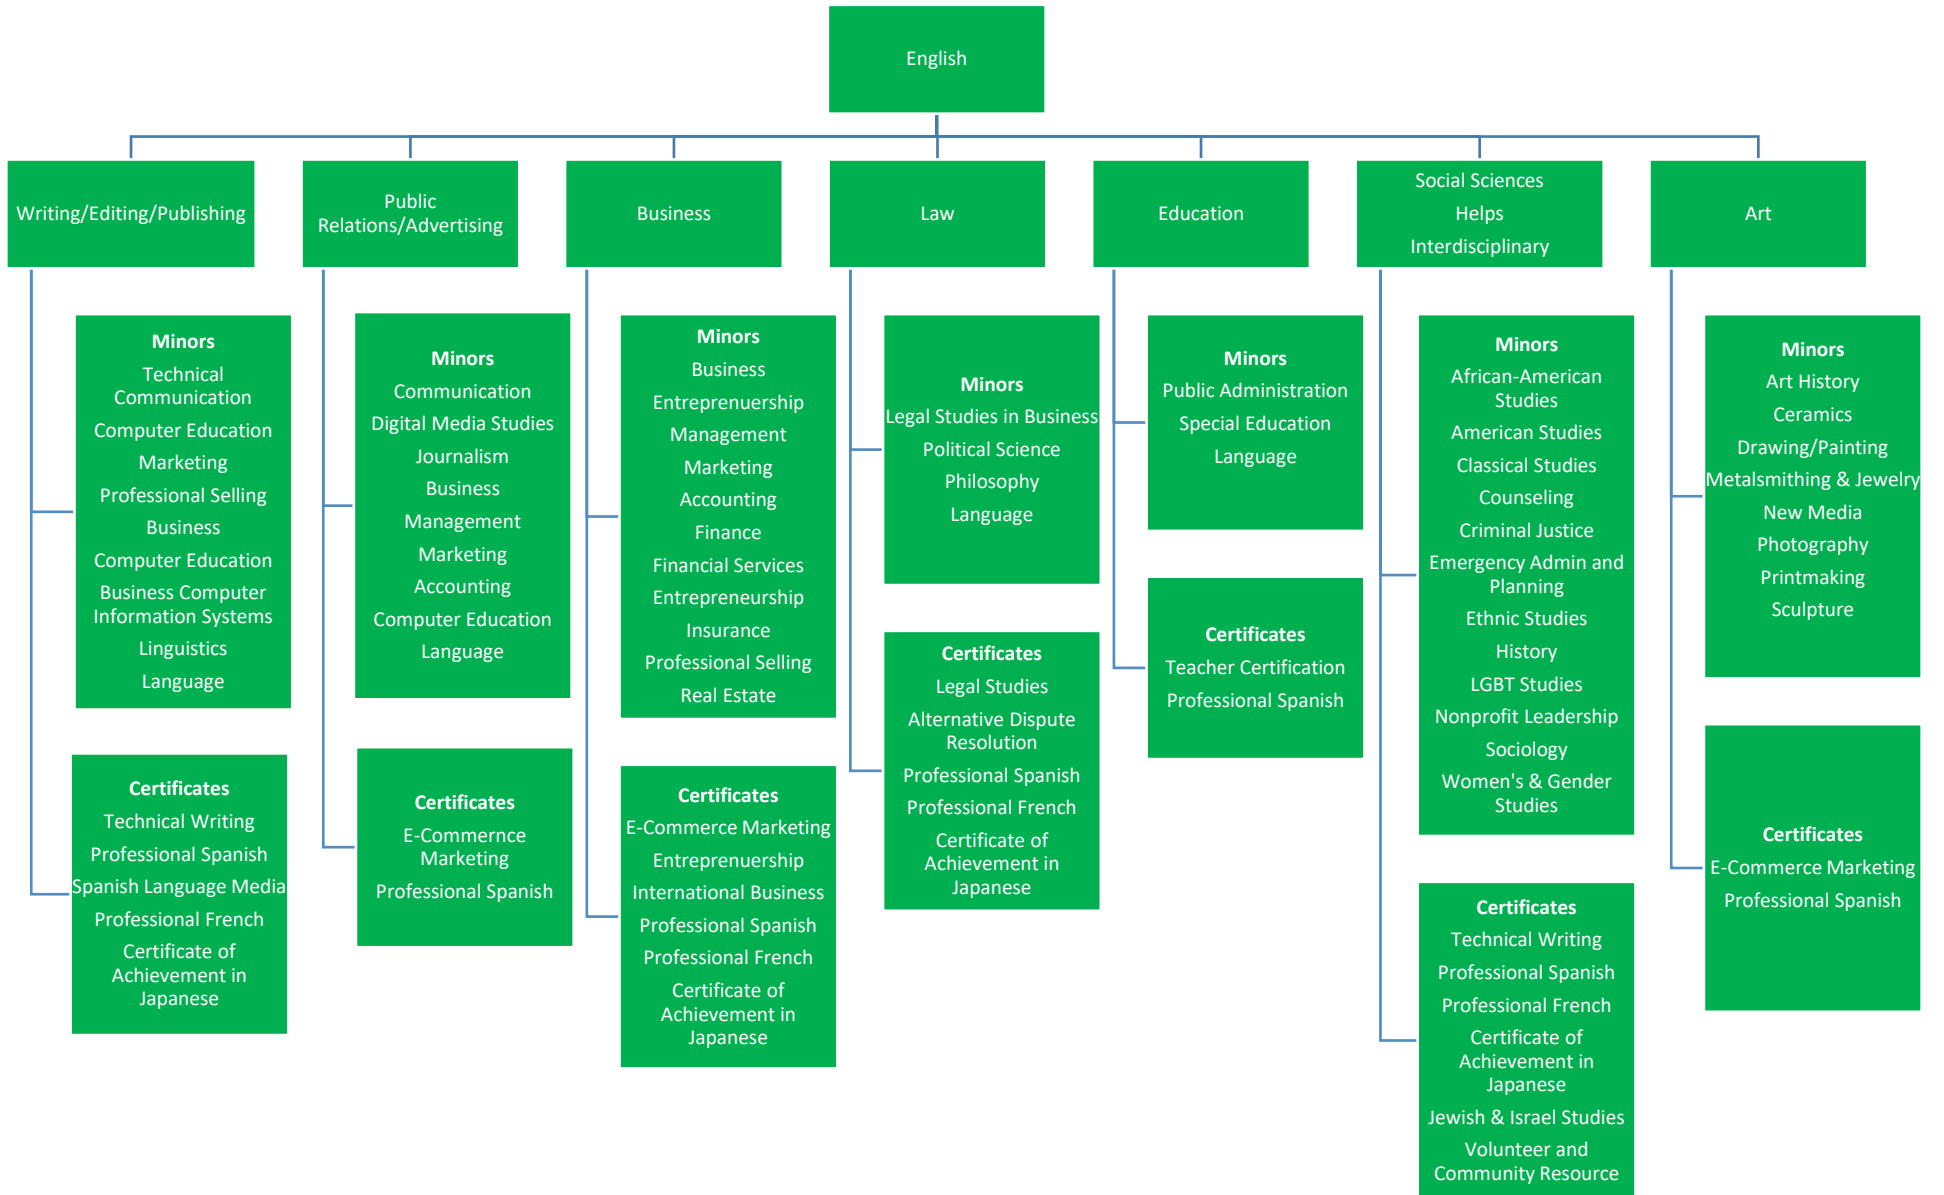 English
Writing/Editing/Publishing
Public
Relations/Advertising
Business
Law
Education
Social Sciences
Helps
Interdisciplinary
Art
Minors
Technical
Communication
Computer Education
Marketing
Professional Selling
Business
Computer Education
Business Computer
Information Systems
Linguistics
Language
Certificates
Technical Writing
Professional Spanish
Spanish Language Media
Professional French
Certificate of
Achievement in
Japanese
Minors
Communication
Digital Media Studies
Journalism
Business
Management
Marketing
Accounting
Computer Education
Language
Certificates
E-Commernce
Marketing
Professional Spanish
Minors
Business
Entreprenuership
Management
Marketing
Accounting
Finance
Financial Services
Entrepreneurship
Insurance
Professional Selling
Real Estate
Certificates
E-Commerce Marketing
Entreprenuership
International Business
Professional Spanish
Professional French
Certificate of
Achievement in
Japanese
Minors
Legal Studies in Business
Political Science
Philosophy
Language
Certificates
Legal Studies
Alternative Dispute
Resolution
Professional Spanish
Professional French
Certificate of
Achievement in
Japanese
Minors
Public Administration
Special Education
Language
Certificates
Teacher Certification
Professional Spanish
Minors
African-American
Studies
American Studies
Classical Studies
Counseling
Criminal Justice
Emergency Admin and
Planning
Ethnic Studies
History
LGBT Studies
Nonprofit Leadership
Sociology
Women's & Gender
Studies
Certificates
Technical Writing
Professional Spanish
Professional French
Certificate of
Achievement in
Japanese
Jewish & Israel Studies
Volunteer and
Community Resource
Minors
Art History
Ceramics
Drawing/Painting
Metalsmithing & Jewelry
New Media
Photography
Printmaking
Sculpture
Certificates
E-Commerce Marketing
Professional Spanish